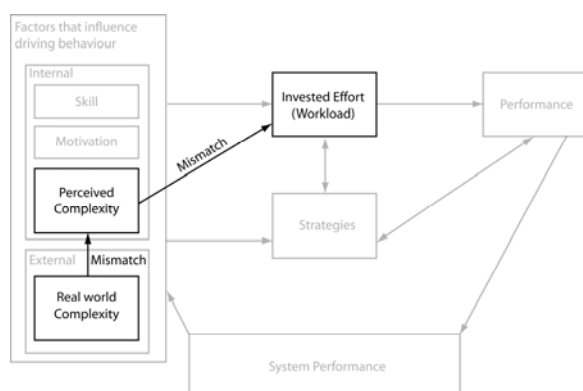 Factors that influence
driving behaviour
Internal
Skill
Motivation
Perceived
Complexity
External
Mismatch
Real world
Complexity
Mismatch
Invested Effort
(Workload)
Strategies
Performance
System Performance